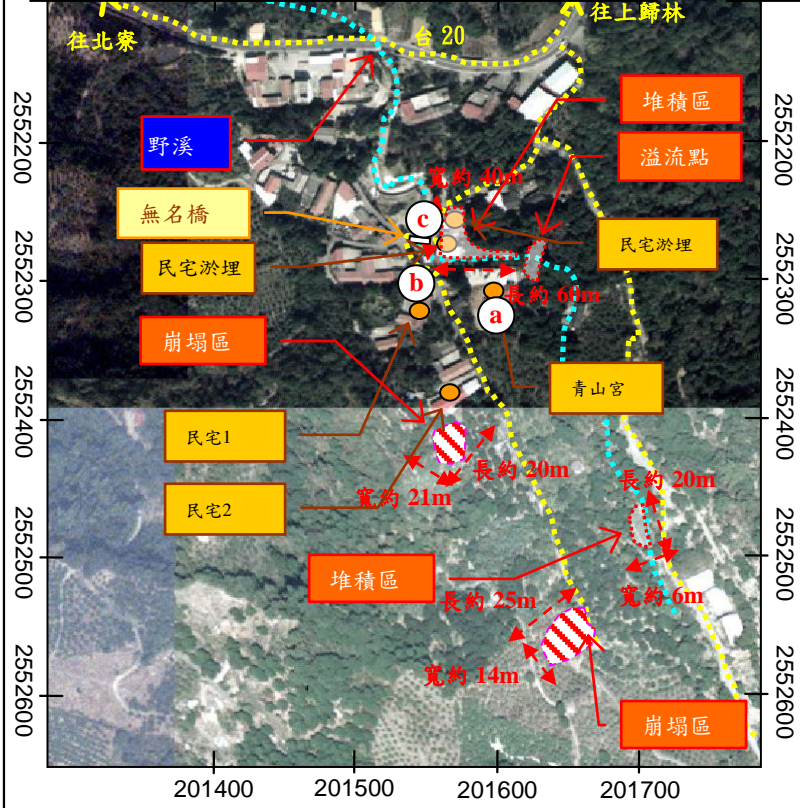 往北寮
台 20
往上歸林
堆積區
野溪
溢流點
寬約 40m
無名橋
c
民宅淤埋
民宅淤埋
b
長約 60m
a
崩塌區
青山宮
民宅1
長約 20m
寬約 21m
長約 20m
民宅2
堆積區
長約 25m
寬約 6m
寬約 14m
崩塌區
2552200
2552300
2552400
2552500
2552600
2552200
2552300
2552400
2552500
2552600
201400
201500
201600
201700